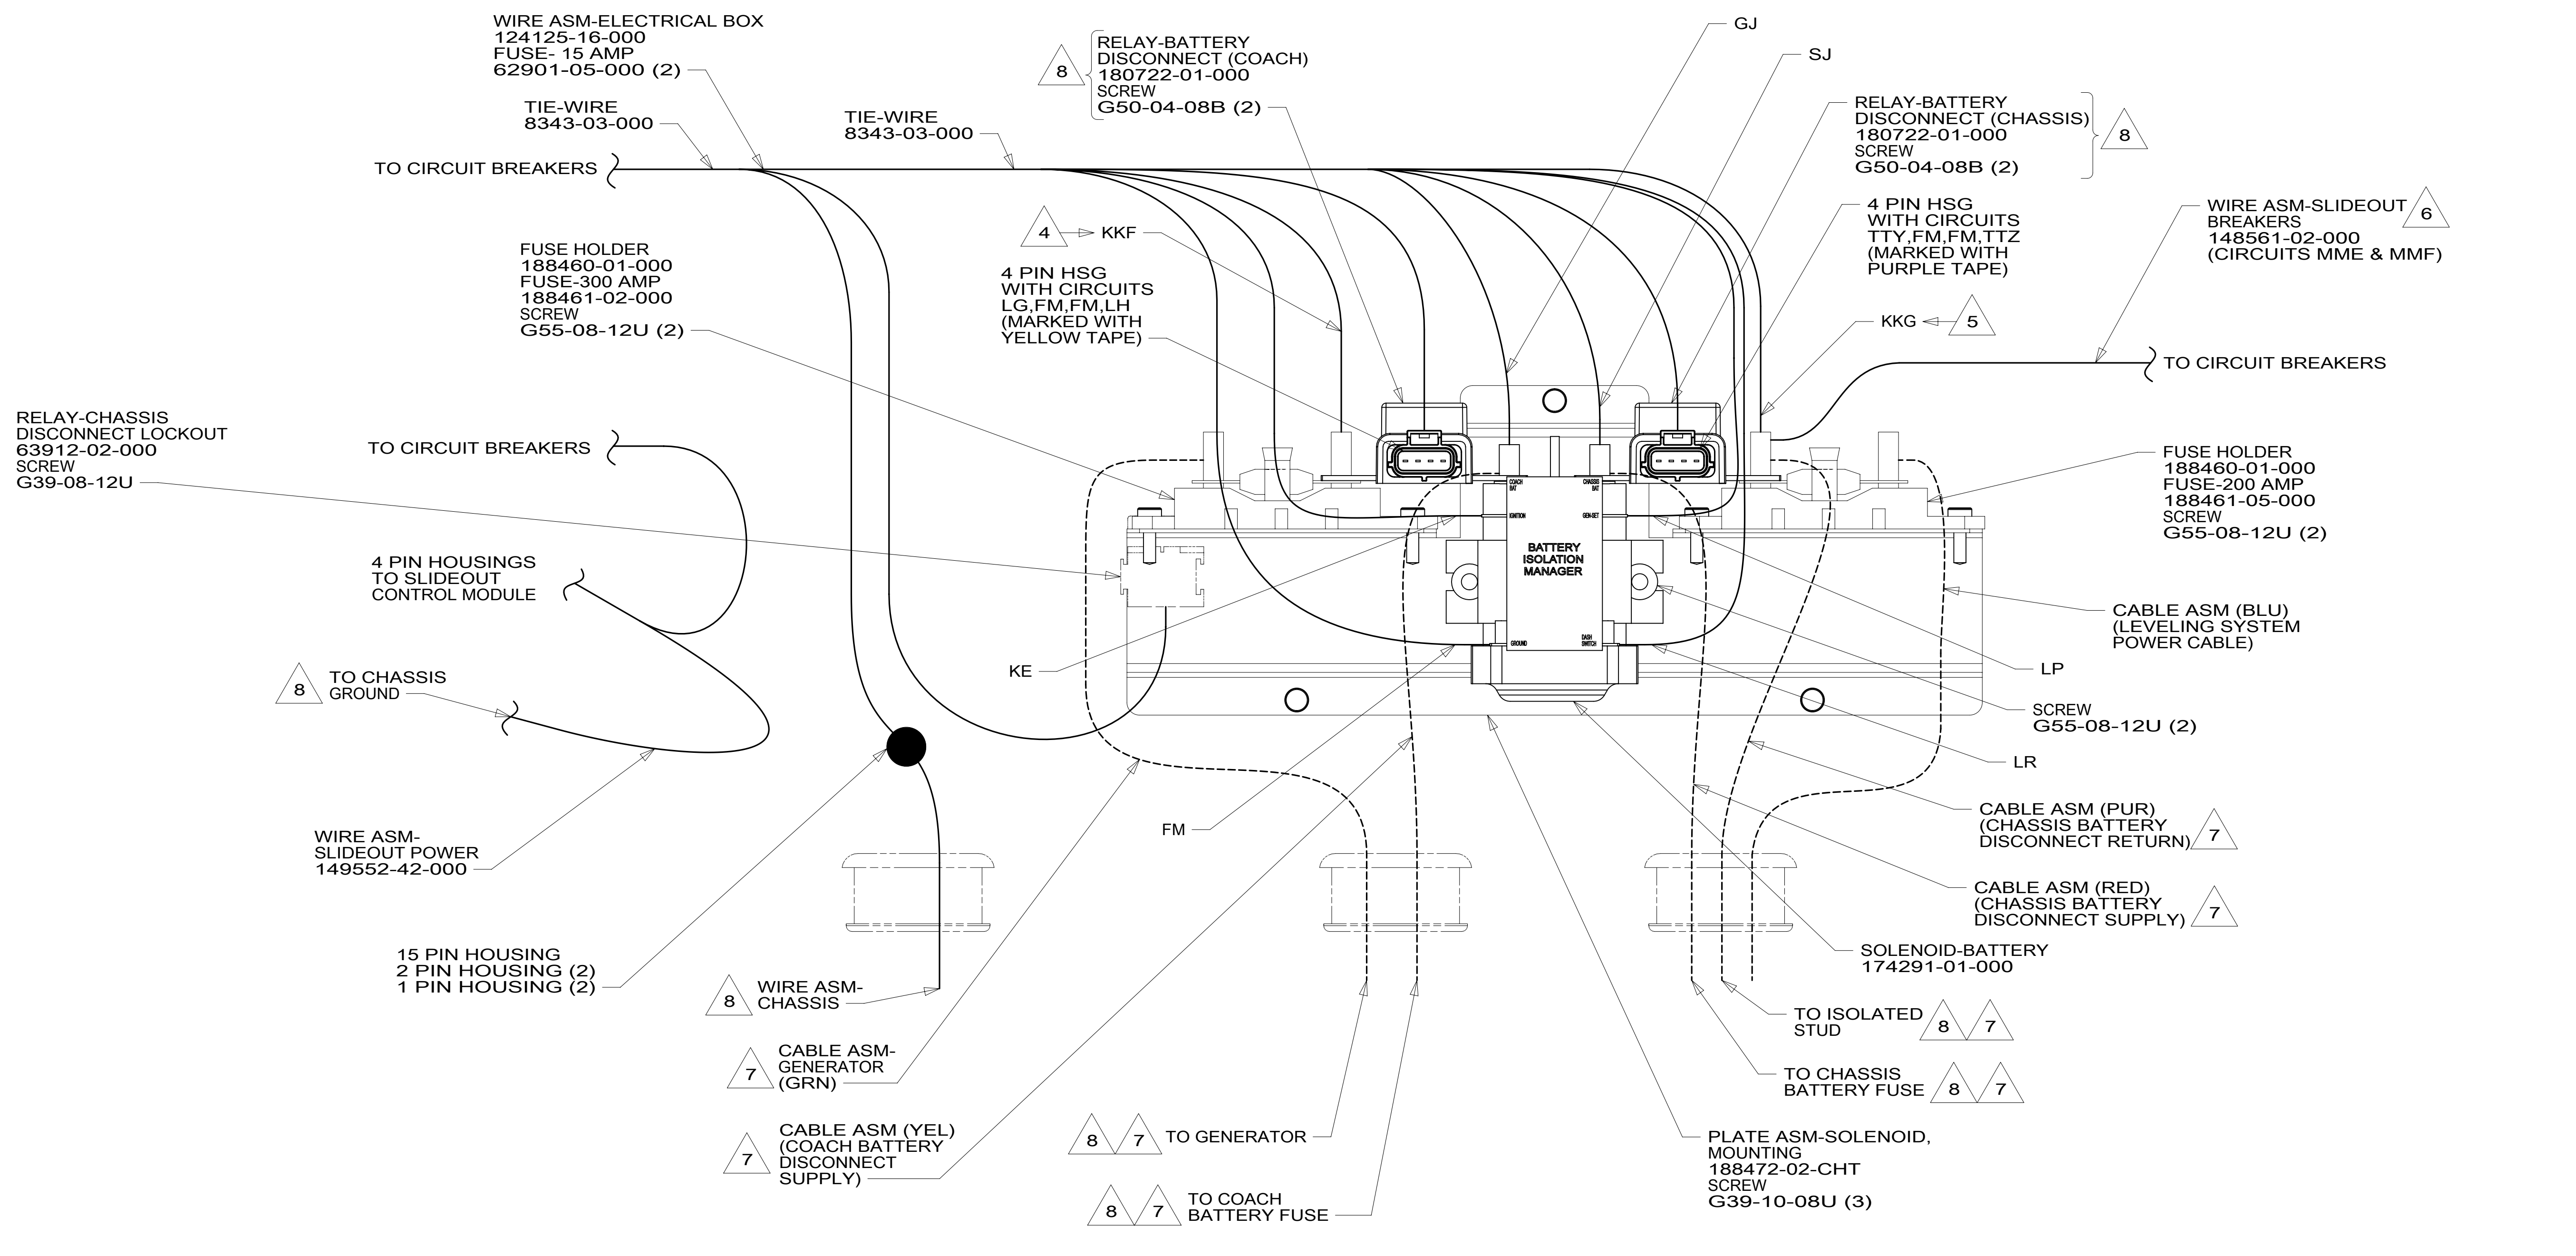 WIRE ASM-ELECTRICAL BOX
124125-16-000
FUSE- 15 AMP
62901-05-000 (2)
TIE-WIRE
8343-03-000
TIE-WIRE
8343-03-000
TO CIRCUIT BREAKERS
8
RELAY-BATTERY
DISCONNECT (COACH)
180722-01-000
SCREW
G50-04-08B (2)
GJ
SJ
RELAY-BATTERY
DISCONNECT (CHASSIS)
180722-01-000
SCREW
G50-04-08B (2)
8
4 PIN HSG
WITH CIRCUITS
TTY,FM,FM,TTZ
(MARKED WITH
PURPLE TAPE)
WIRE ASM-SLIDEOUT
BREAKERS
148561-02-000
(CIRCUITS MME & MMF)
6
4
KKF
4 PIN HSG
WITH CIRCUITS
LG,FM,FM,LH
(MARKED WITH
YELLOW TAPE)
FUSE HOLDER
188460-01-000
FUSE-300 AMP
188461-02-000
SCREW
G55-08-12U (2)
KKG
5
TO CIRCUIT BREAKERS
RELAY-CHASSIS
DISCONNECT LOCKOUT
63912-02-000
SCREW
G39-08-12U
TO CIRCUIT BREAKERS
FUSE HOLDER
188460-01-000
FUSE-200 AMP
188461-05-000
SCREW
G55-08-12U (2)
COACH
BAT
CHASSIS
BAT
IGNITION
GEN-SET
BATTERY
ISOLATION
MANAGER
GROUND
DASH
SWITCH
4 PIN HOUSINGS
TO SLIDEOUT
CONTROL MODULE
CABLE ASM (BLU)
(LEVELING SYSTEM
POWER CABLE)
8
TO CHASSIS
GROUND
KE
LP
SCREW
G55-08-12U (2)
LR
FM
CABLE ASM (PUR)
(CHASSIS BATTERY
DISCONNECT RETURN)
7
WIRE ASM-
SLIDEOUT POWER
149552-42-000
CABLE ASM (RED)
(CHASSIS BATTERY
DISCONNECT SUPPLY)
7
SOLENOID-BATTERY
174291-01-000
15 PIN HOUSING
2 PIN HOUSING (2)
1 PIN HOUSING (2)
8
WIRE ASM-
CHASSIS
TO ISOLATED
STUD
8
7
7
CABLE ASM-
GENERATOR
(GRN)
TO CHASSIS
BATTERY FUSE
8
7
7
CABLE ASM (YEL)
(COACH BATTERY
DISCONNECT
SUPPLY)
8
7
TO GENERATOR
PLATE ASM-SOLENOID,
MOUNTING
188472-02-CHT
SCREW
G39-10-08U (3)
8
7
TO COACH
BATTERY FUSE